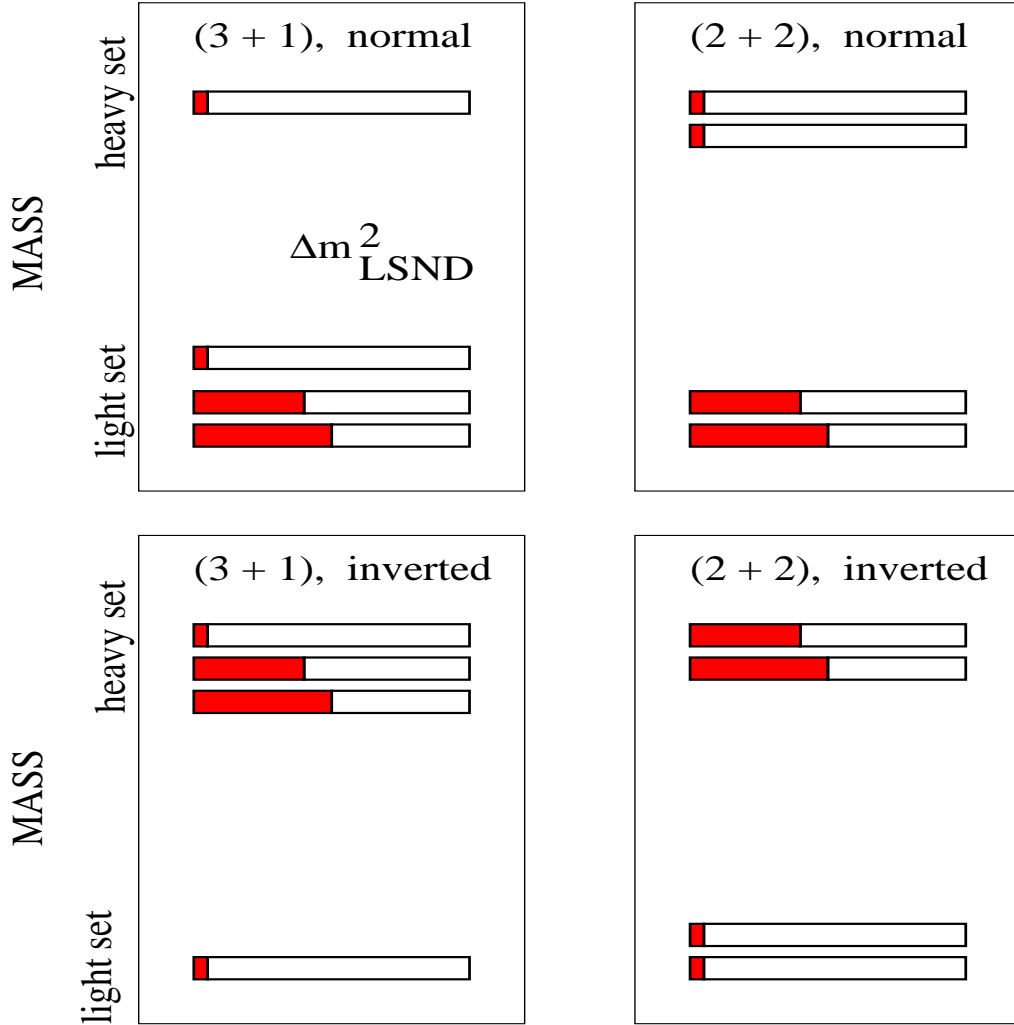 (3 + 1), normal
(2 + 2), normal
heavy set
MASS
Δm²LSND
light set
(3 + 1), inverted
(2 + 2), inverted
heavy set
MASS
light set